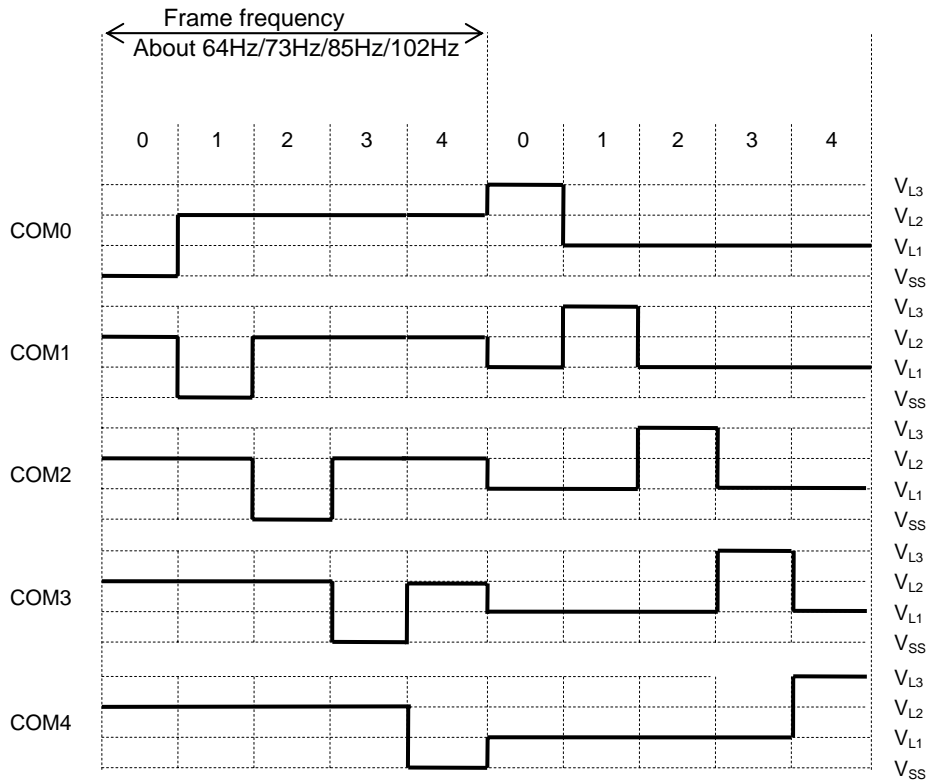 Frame frequency
About 64Hz/73Hz/85Hz/102Hz
0 1 2 3 4 0 1 2 3 4
VL3
VL2
COM0
VL1
VSS
VL3
VL2
COM1
VL1
VSS
VL3
VL2
COM2
VL1
VSS
VL3
VL2
COM3
VL1
VSS
VL3
VL2
COM4
VL1
VSS